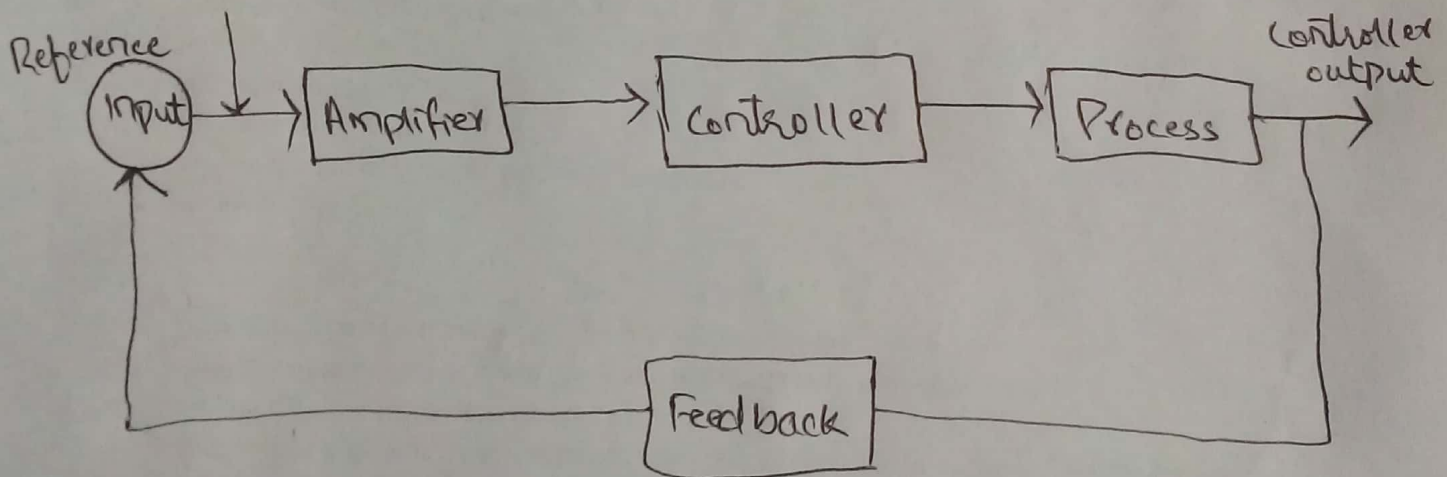 Reference
Input
Amplifier
Controller
Process
Controller
output
Feedback